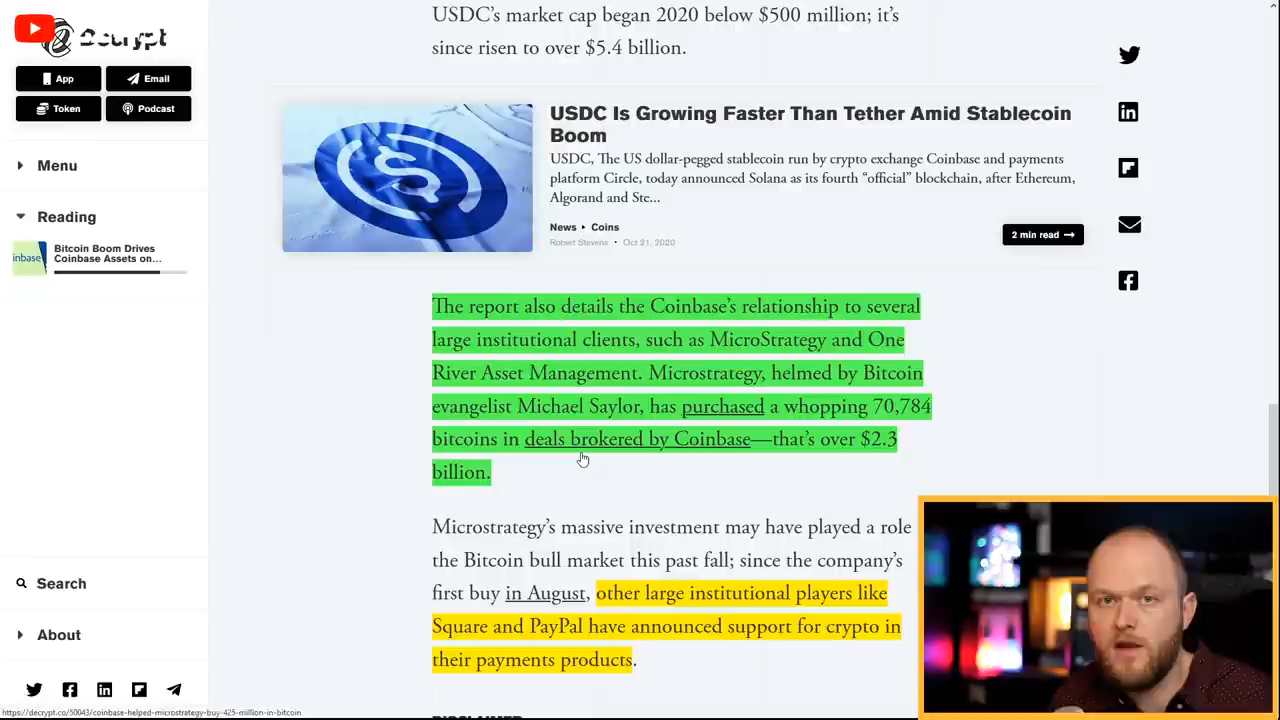 Decrypt
App
Email
Token
Podcast
Menu
Reading
inbase
Bitcoin Boom Drives
Coinbase Assets on...
Search
About
https://decrypt.co/50043/coinbase-helped-microstrategy-buy-425-million-in-bitcoin
USDC’s market cap began 2020 below $500 million; it’s
since risen to over $5.4 billion.
USDC Is Growing Faster Than Tether Amid Stablecoin
Boom
USDC, The US dollar-pegged stablecoin run by crypto exchange Coinbase and payments
platform Circle, today announced Solana as its fourth “official” blockchain, after Ethereum,
Algorand and Ste...
News ▸ Coins
Robert Stevens • Oct 21, 2020
2 min read →
The report also details the Coinbase’s relationship to several
large institutional clients, such as MicroStrategy and One
River Asset Management. Microstrategy, helmed by Bitcoin
evangelist Michael Saylor, has purchased a whopping 70,784
bitcoins in deals brokered by Coinbase—that’s over $2.3
billion.
Microstrategy’s massive investment may have played a role
the Bitcoin bull market this past fall; since the company’s
first buy in August, other large institutional players like
Square and PayPal have announced support for crypto in
their payments products.
DISCLAIMER